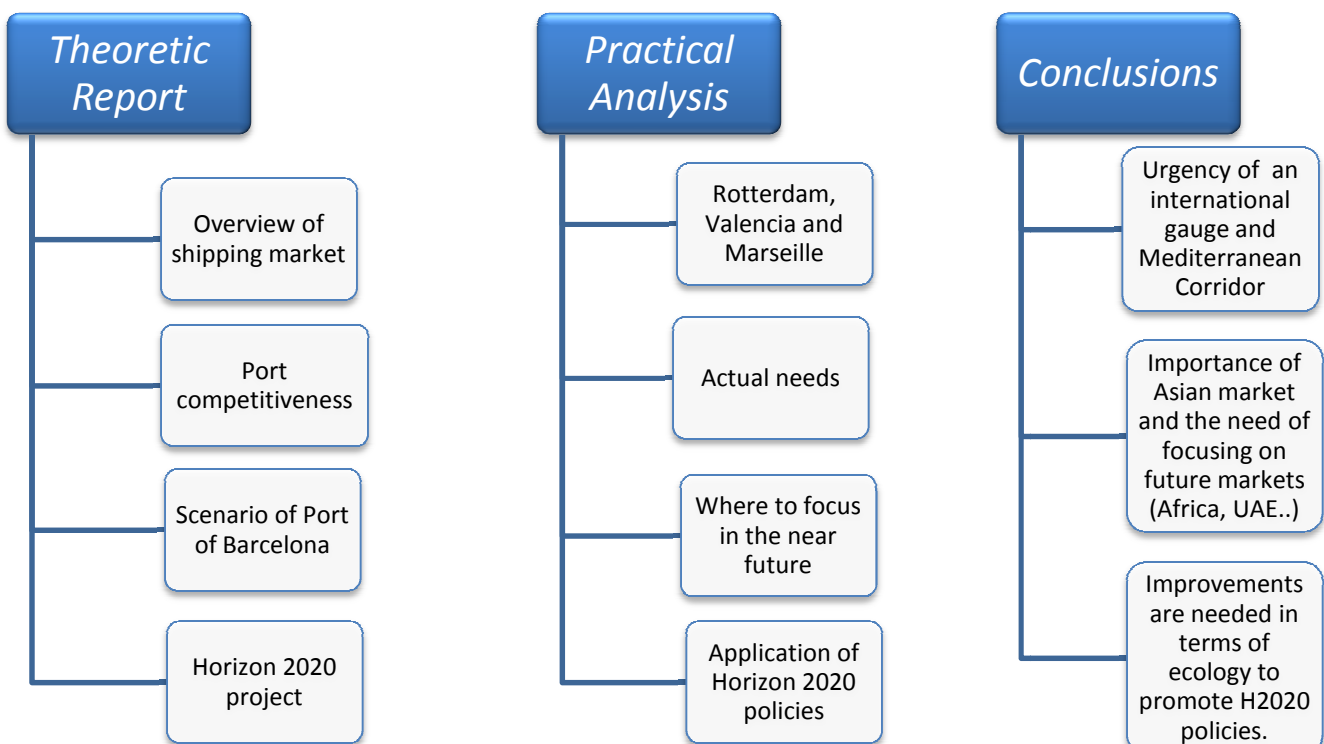 Theoretic
Report
Overview of
shipping market
Port
competitiveness
Scenario of Port
of Barcelona
Horizon 2020
project
Practical
Analysis
Rotterdam,
Valencia and
Marseille
Actual needs
Where to focus
in the near
future
Application of
Horizon 2020
policies
Conclusions
Urgency of an
international
gauge and
Mediterranean
Corridor
Importance of
Asian market
and the need of
focusing on
future markets
(Africa, UAE..)
Improvements
are needed in
terms of
ecology to
promote H2020
policies.